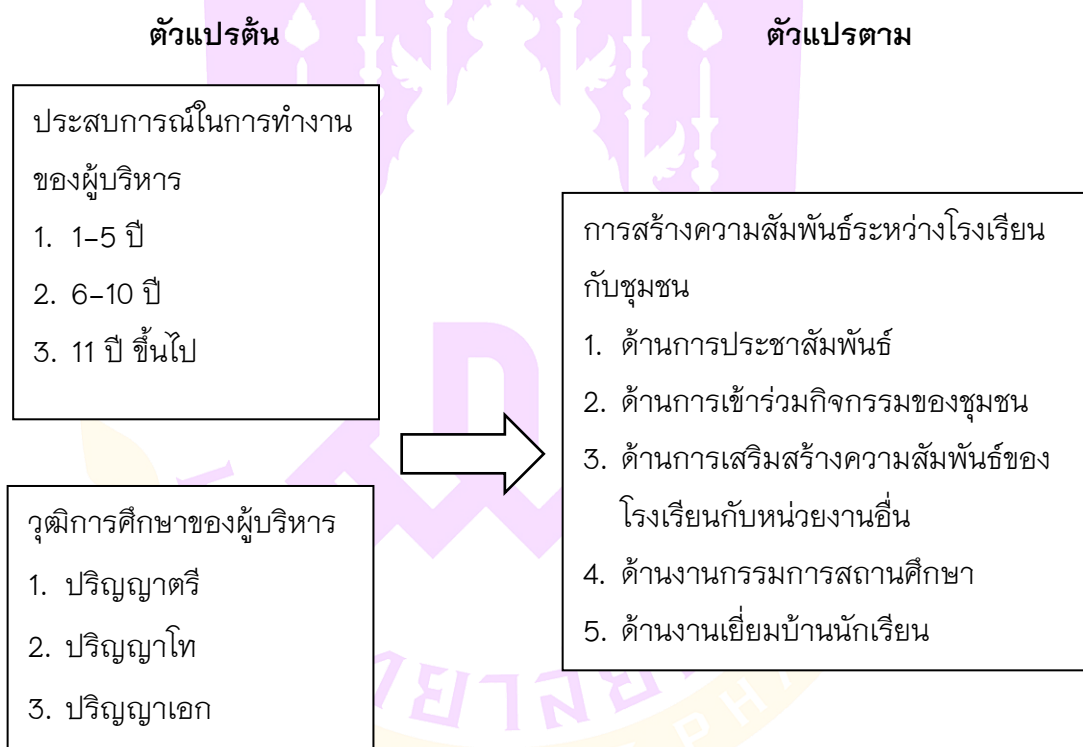 ตัวแปรต้น
ตัวแปรตาม
ประสบการณ์ในการทำงาน
ของผู้บริหาร
1. 1–5 ปี
2. 6–10 ปี
3. 11 ปี ขึ้นไป
วุฒิการศึกษาของผู้บริหาร
1. ปริญญาตรี
2. ปริญญาโท
3. ปริญญาเอก
การสร้างความสัมพันธ์ระหว่างโรงเรียน
กับชุมชน
1. ด้านการประชาสัมพันธ์
2. ด้านการเข้าร่วมกิจกรรมของชุมชน
3. ด้านการเสริมสร้างความสัมพันธ์ของ
โรงเรียนกับหน่วยงานอื่น
4. ด้านงานกรรมการสถานศึกษา
5. ด้านงานเยี่ยมบ้านนักเรียน